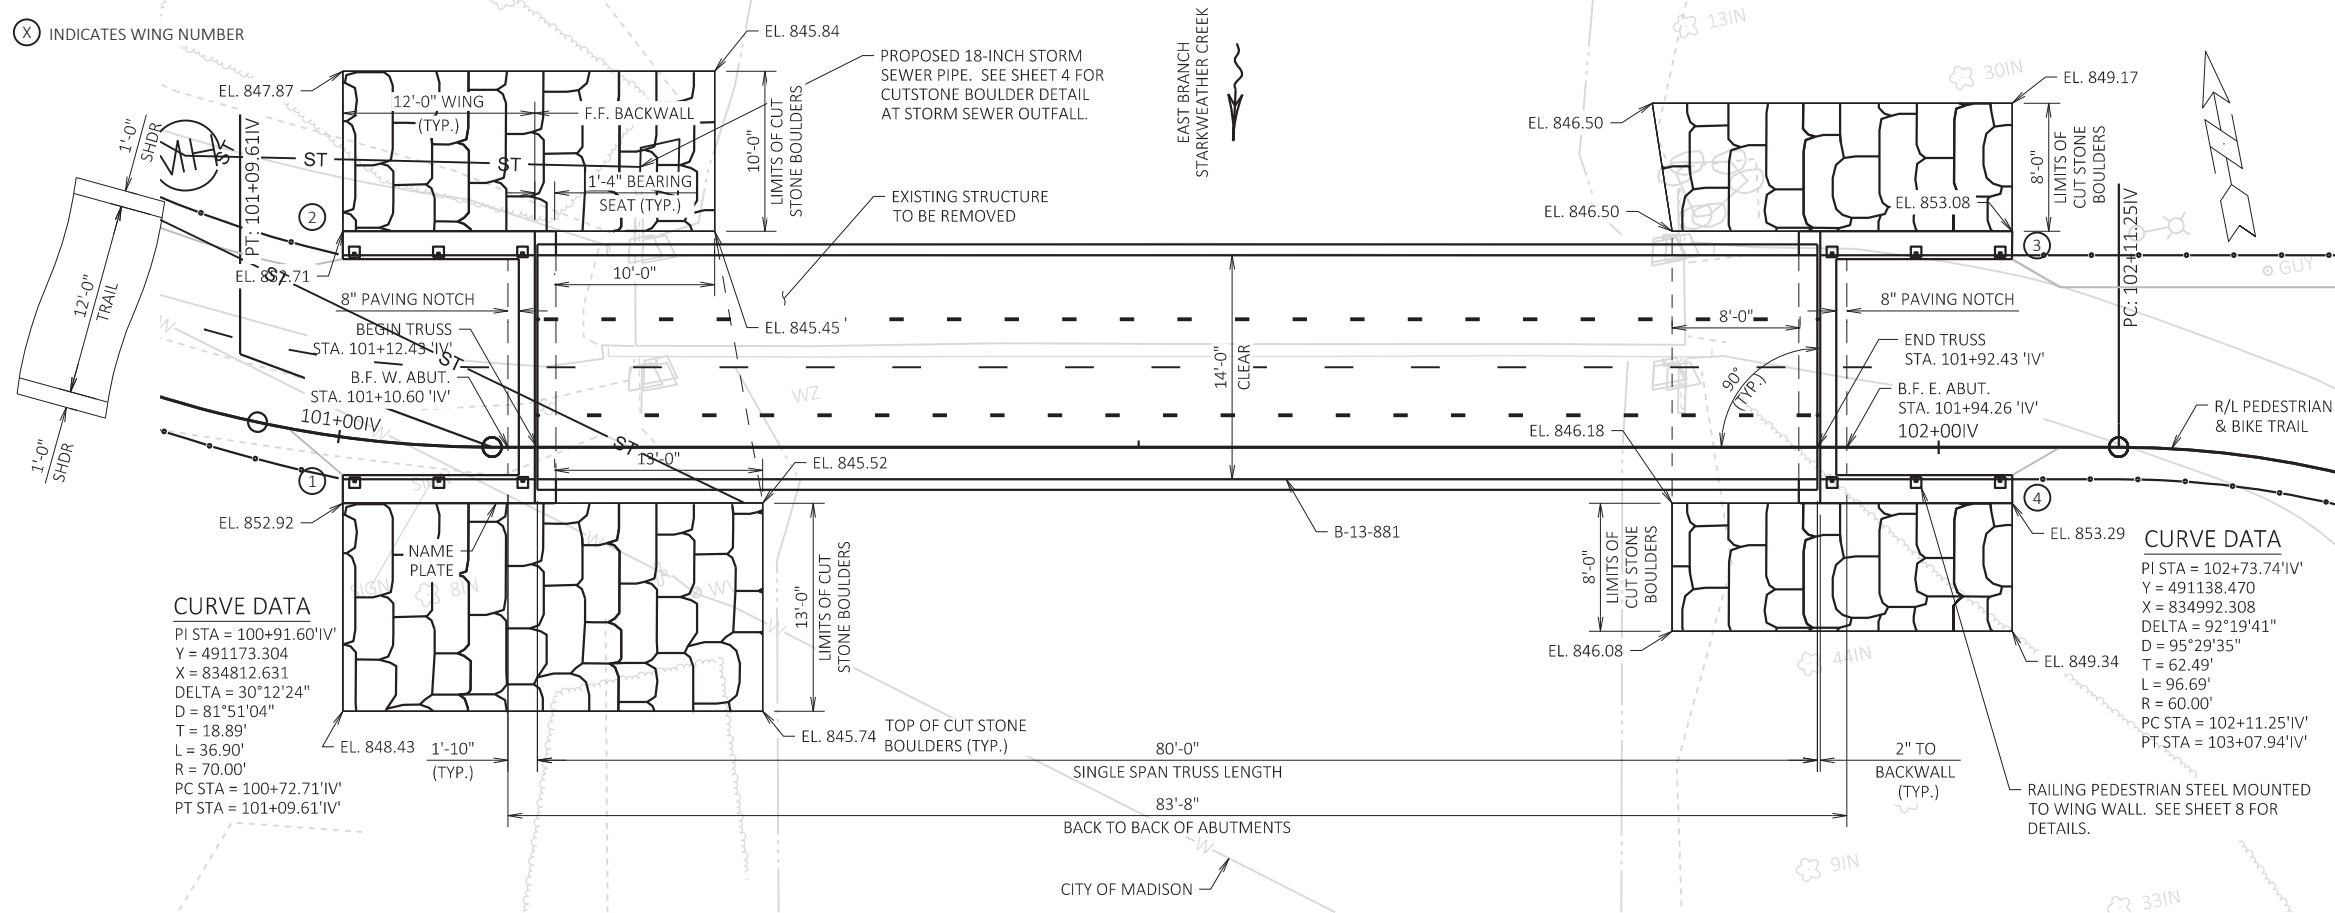 X INDICATES WING NUMBER
EL. 845.84
EL. 847.87
12'-0" WING
(TYP.)
F.F. BACKWALL
10'-0"
LIMITS OF CUT
STONE BOULDERS
PROPOSED 18-INCH STORM
SEWER PIPE. SEE SHEET 4 FOR
CUTSTONE BOULDER DETAIL
AT STORM SEWER OUTFALL.
EAST BRANCH
STARKWEATHER CREEK
13IN
30IN
EL. 849.17
EL. 846.50
8'-0"
LIMITS OF
CUT STONE
BOULDERS
1'-0"
SHDR
MH
ST
PT: 101+09.61IV
ST
ST
1'-4" BEARING
SEAT (TYP.)
EXISTING STRUCTURE
TO BE REMOVED
EL. 846.50
EL. 853.08
PC: 102+11.25IV
2
3
GUY
12'-0"
TRAIL
EL. 852.71
ST
10'-0"
8" PAVING NOTCH
BEGIN TRUSS
STA. 101+12.43 'IV'
ST
B.F. W. ABUT.
STA. 101+10.60 'IV'
101+00IV
EL. 845.45
WZ
14'-0"
CLEAR
8'-0"
90°
(TYP.)
8" PAVING NOTCH
END TRUSS
STA. 101+92.43 'IV'
B.F. E. ABUT.
STA. 101+94.26 'IV'
102+00IV
R/L PEDESTRIAN
& BIKE TRAIL
1'-0"
SHDR
1
SIGN
ST
13'-0"
EL. 845.52
EL. 846.18
4
EL. 852.92
NAME
PLATE
SIGN
8IN
W
WV
B-13-881
13'-0"
LIMITS OF CUT
STONE BOULDERS
8'-0"
LIMITS OF
CUT STONE
BOULDERS
EL. 853.29
CURVE DATA
PI STA = 100+91.60'IV'
Y = 491173.304
X = 834812.631
DELTA = 30°12'24"
D = 81°51'04"
T = 18.89'
L = 36.90'
R = 70.00'
PC STA = 100+72.71'IV'
PT STA = 101+09.61'IV'
CURVE DATA
PI STA = 102+73.74'IV'
Y = 491138.470
X = 834992.308
DELTA = 92°19'41"
D = 95°29'35"
T = 62.49'
L = 96.69'
R = 60.00'
PC STA = 102+11.25'IV'
PT STA = 103+07.94'IV'
EL. 846.08
44IN
EL. 849.34
EL. 848.43
1'-10"
(TYP.)
EL. 845.74
TOP OF CUT STONE
BOULDERS (TYP.)
80'-0"
SINGLE SPAN TRUSS LENGTH
2" TO
BACKWALL
(TYP.)
83'-8"
BACK TO BACK OF ABUTMENTS
RAILING PEDESTRIAN STEEL MOUNTED
TO WING WALL. SEE SHEET 8 FOR
DETAILS.
W
CITY OF MADISON
9IN
33IN